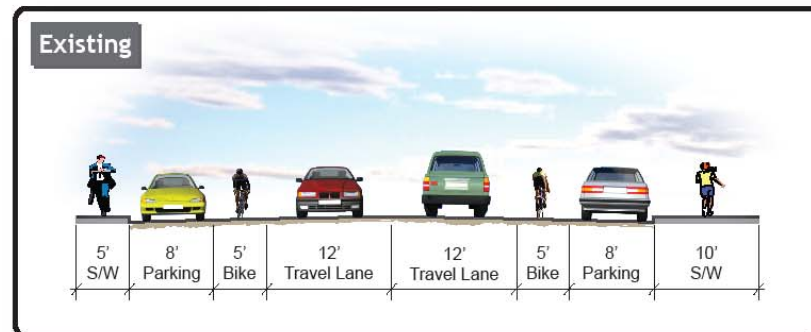 Existing
5' 8' 5' 12' 12' 5' 8' 10'
S/W Parking Bike Travel Lane Travel Lane Bike Parking S/W